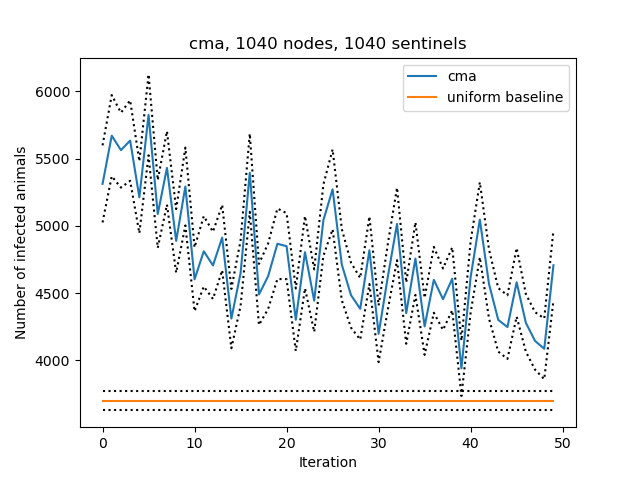 cma, 1040 nodes, 1040 sentinels
cma
uniform baseline
Number of infected animals
6000
5500
5000
4500
4000
0 10 20 30 40 50
Iteration